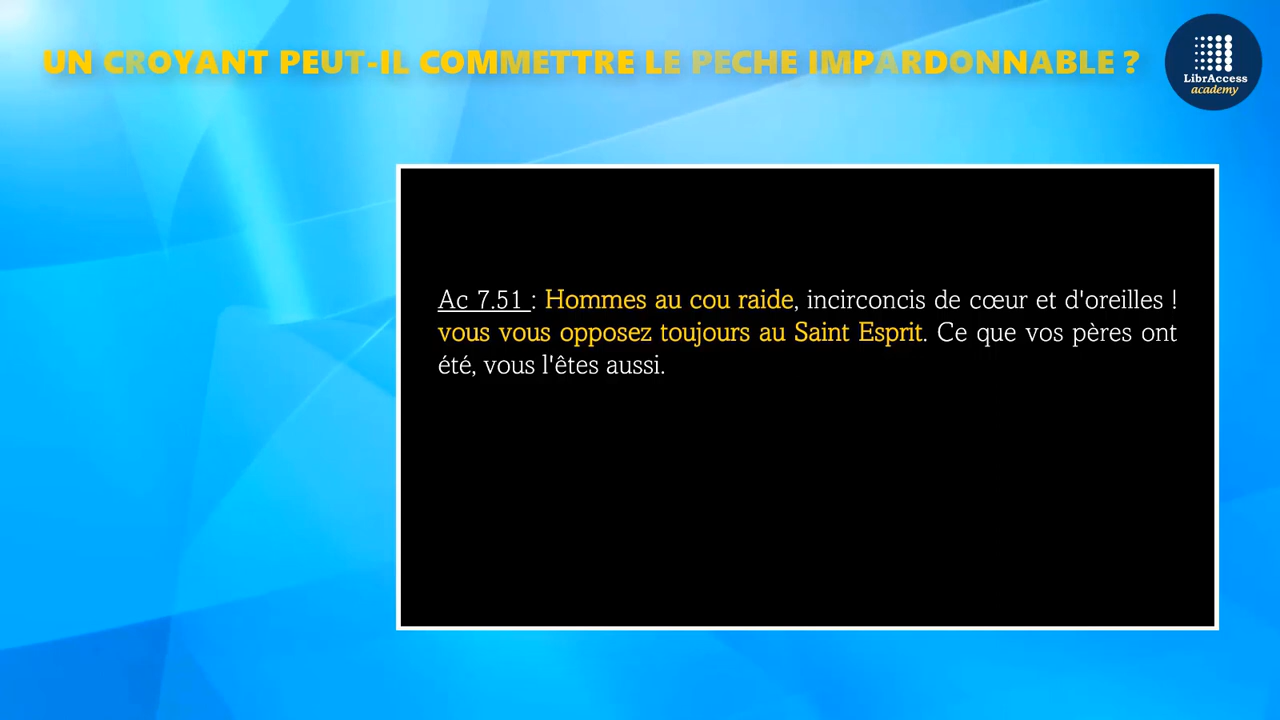 UN CROYANT PEUT-IL COMMETTRE LE PECHE IMPARDONNABLE ?
LibrAccess
academy
Ac 7.51 : Hommes au cou raide, incirconcis de cœur et d'oreilles !
vous vous opposez toujours au Saint Esprit. Ce que vos pères ont
été, vous l'êtes aussi.